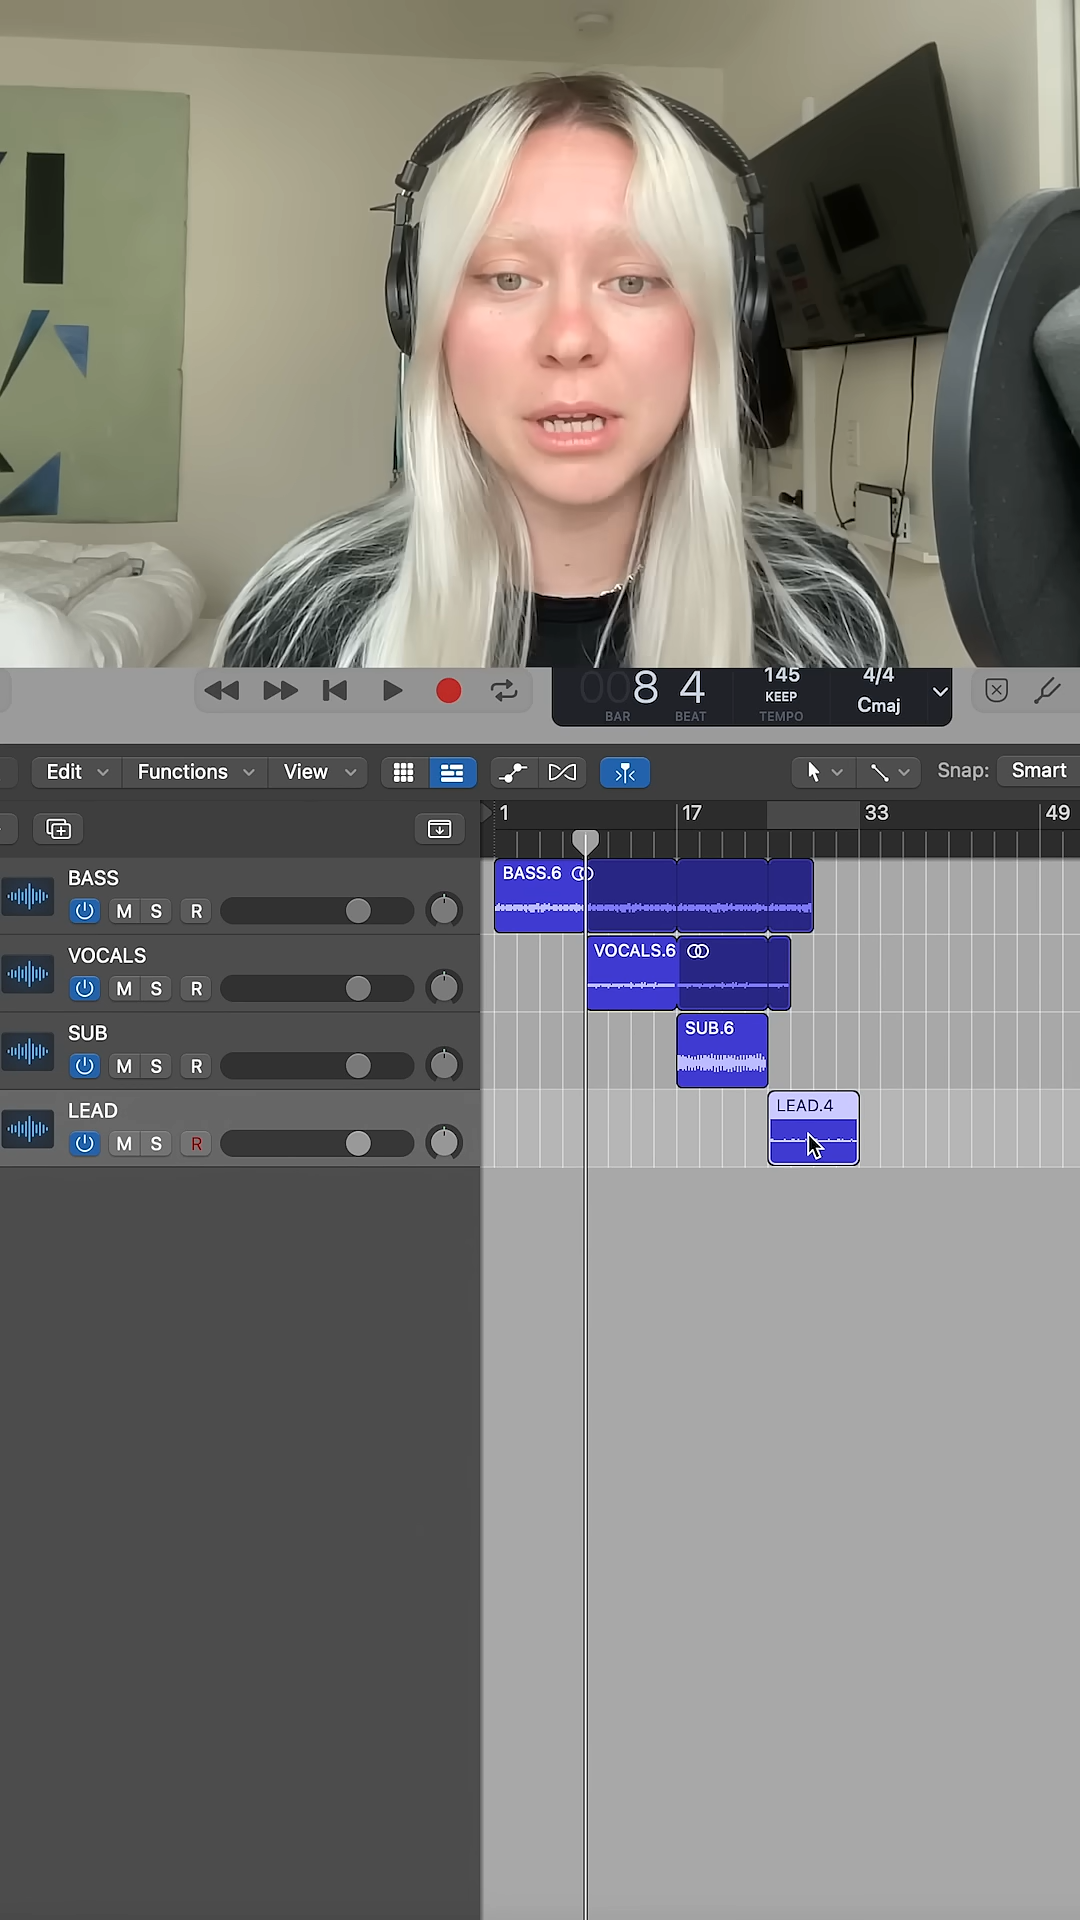 008 4 145 4/4
KEEP Cmaj
BAR BEAT TEMPO
Edit Functions View Snap: Smart
1 17 33 49
BASS
M S R
BASS.6
VOCALS
M S R
VOCALS.6
SUB
M S R
SUB.6
LEAD
M S R
LEAD.4